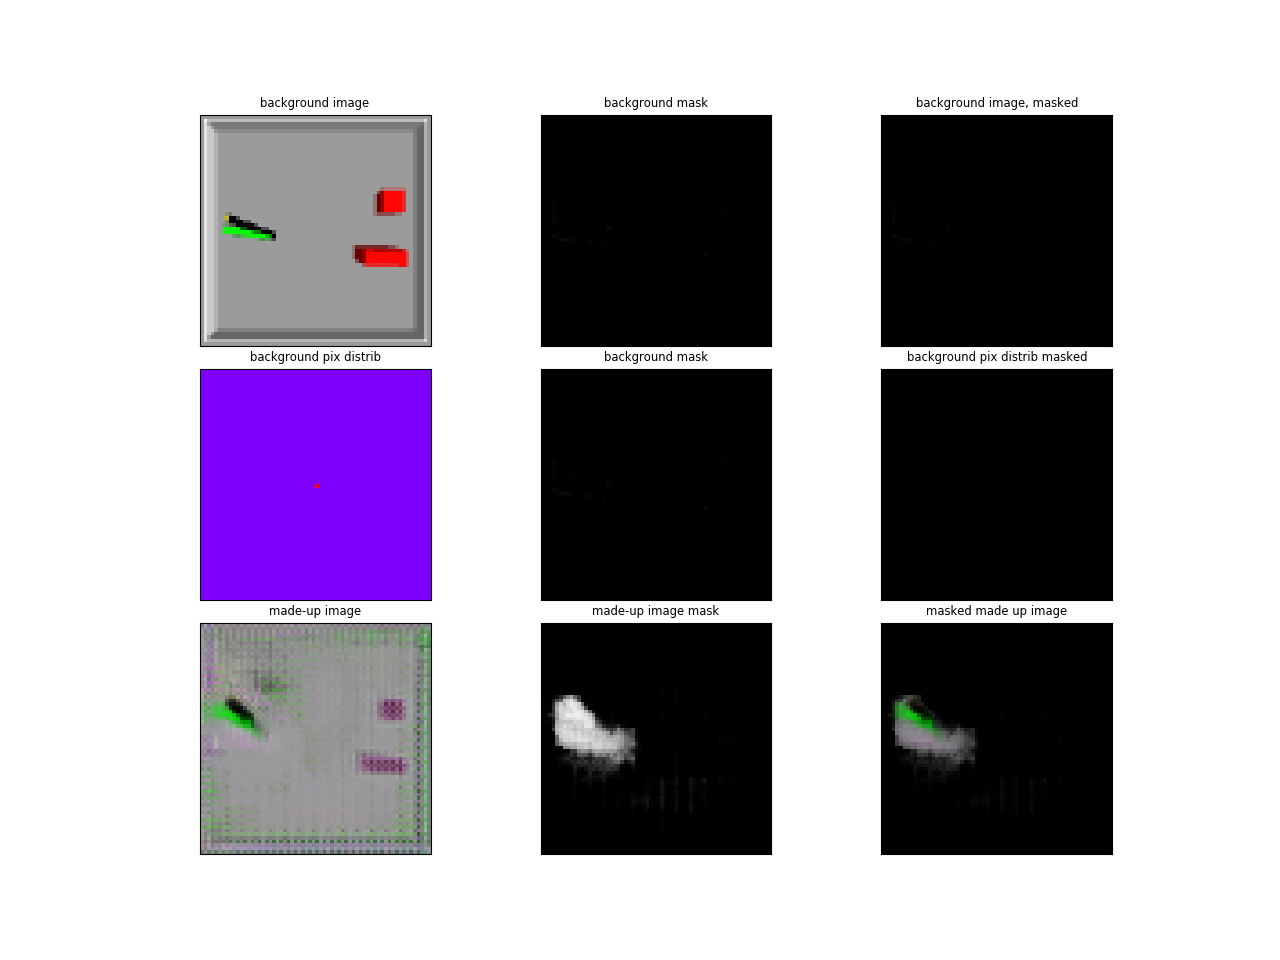 background image
background mask
background image, masked
background pix distrib
background mask
background pix distrib masked
made-up image
made-up image mask
masked made up image